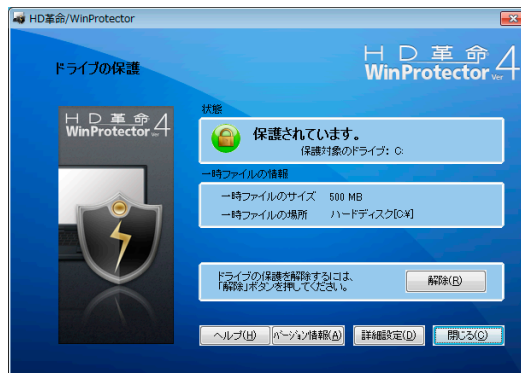 HD革命/WinProtector
ドライブの保護
HD革命
WinProtector Ver 4
HD革命
WinProtector Ver 4
状態
保護されています。
保護対象のドライブ: C:
一時ファイルの情報
一時ファイルのサイズ 500 MB
一時ファイルの場所 ハードディスク[C:¥]
ドライブの保護を解除するには、
「解除」ボタンを押してください。
解除(R)
ヘルプ(H) バージョン情報(A) 詳細設定(D) 閉じる(C)